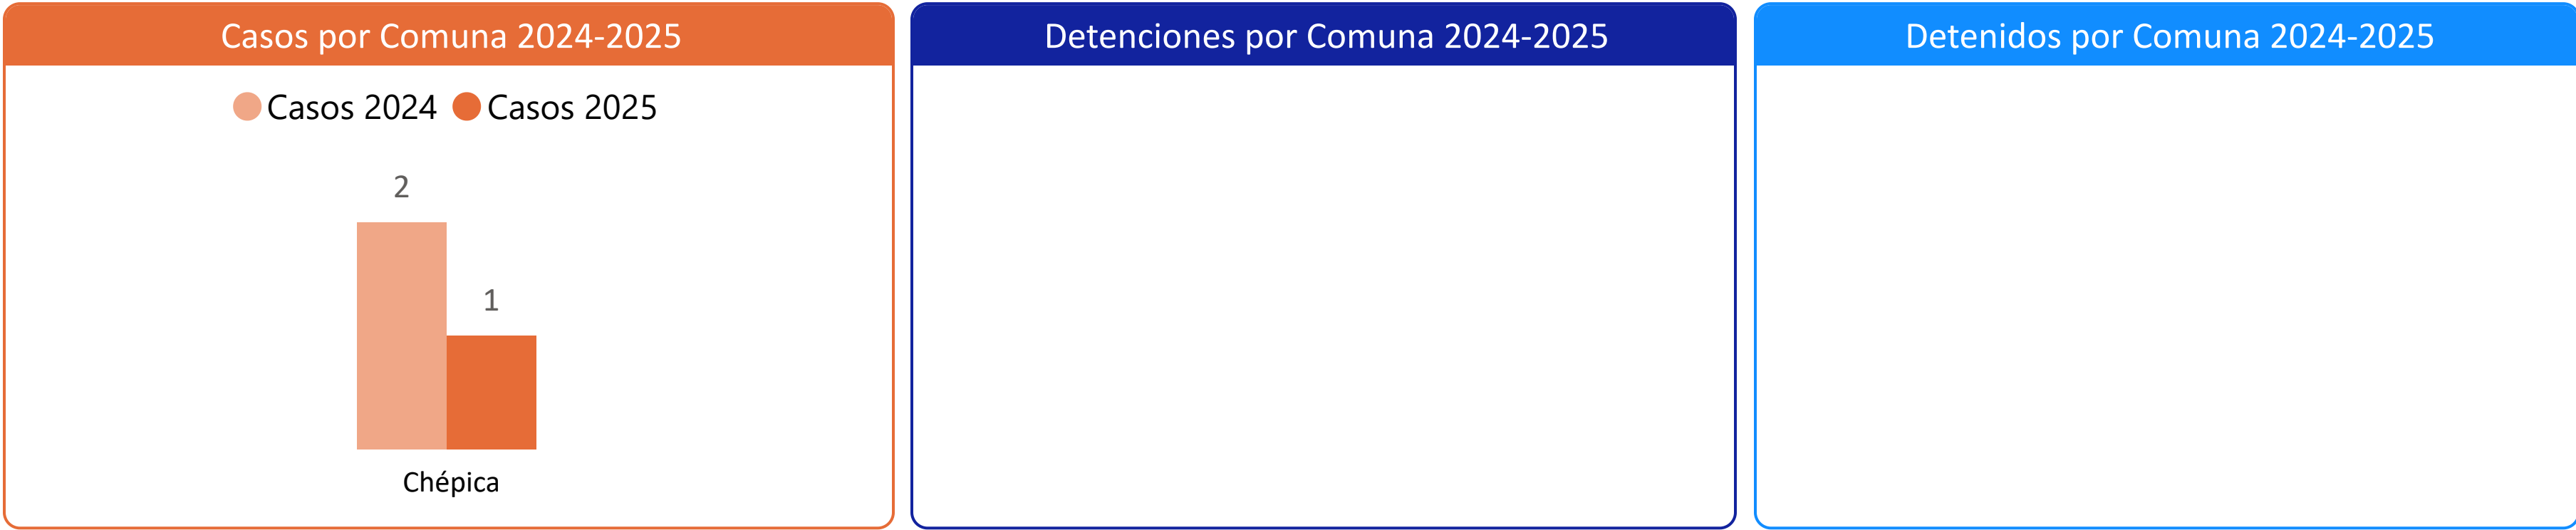 Casos por Comuna 2024-2025
Casos 2024 Casos 2025
2
1
Chépica
Detenciones por Comuna 2024-2025
Detenidos por Comuna 2024-2025